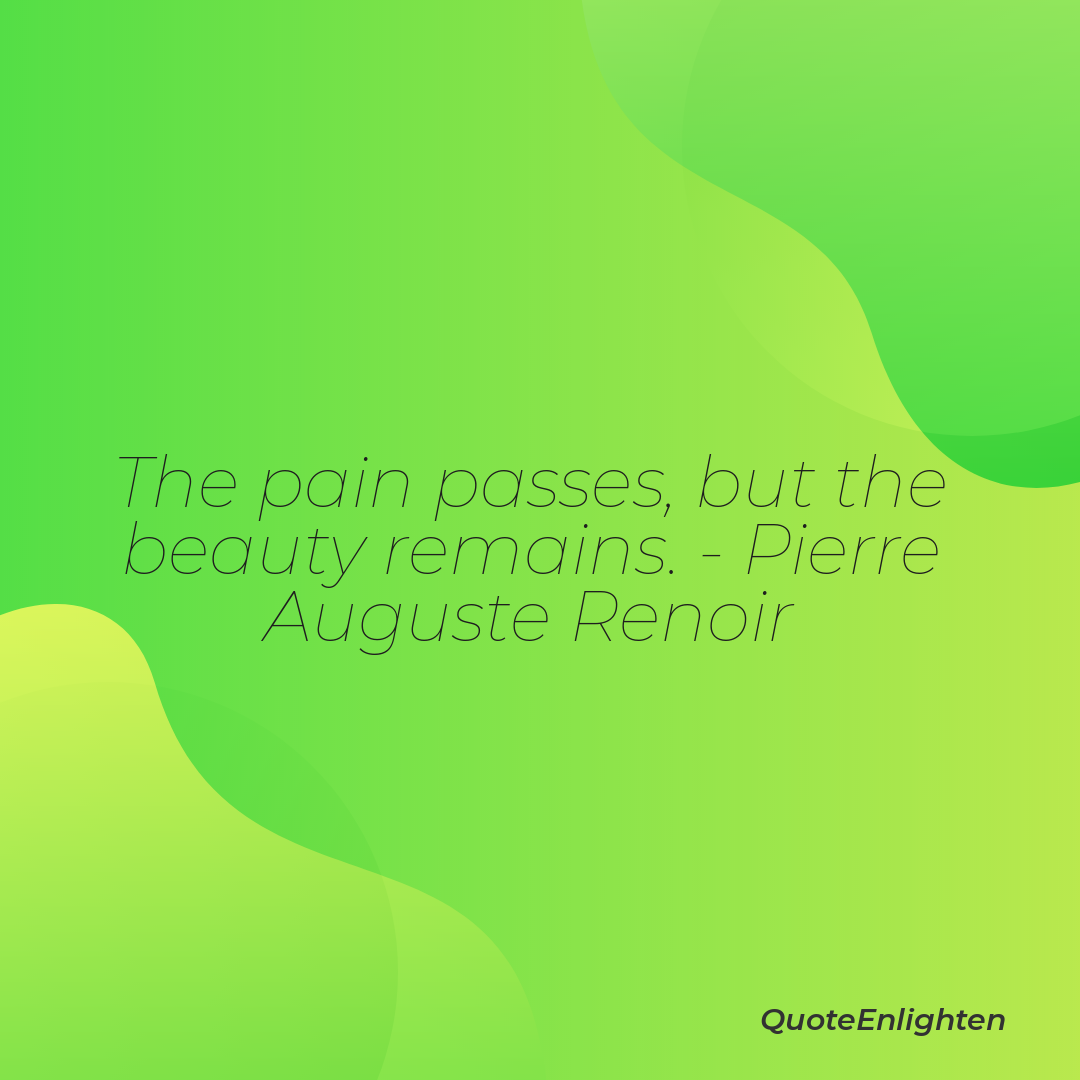 The pain passes, but the
beauty remains. - Pierre
Auguste Renoir
QuoteEnlighten